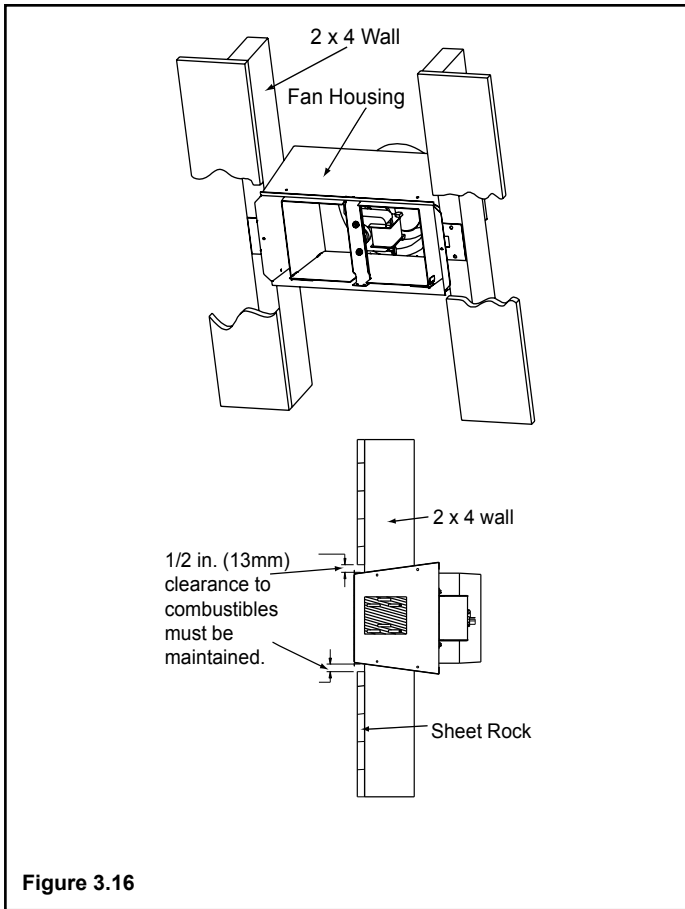 2 x 4 Wall
Fan Housing
2 x 4 wall
1/2 in. (13mm)
clearance to
combustibles
must be
maintained.
Sheet Rock
Figure 3.16